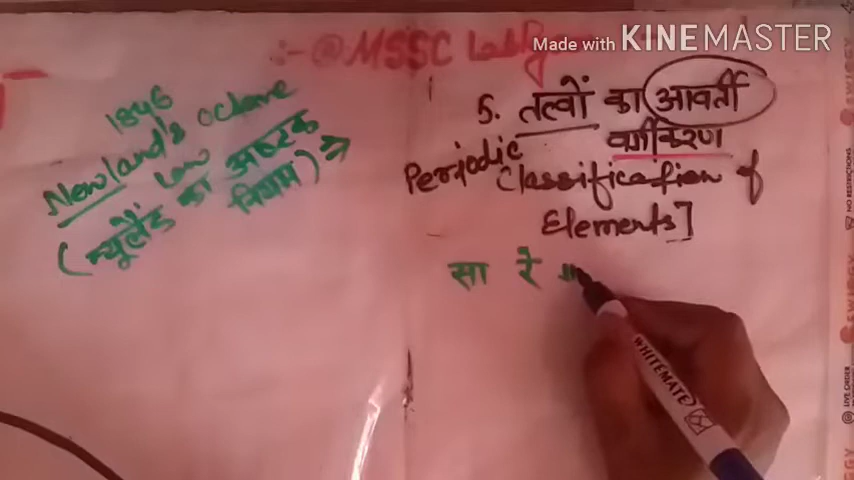 Made with KINEMASTER
:- @MSSC
1846
Newland's octave
Law
(न्यूलैंड का अष्टक
नियम) ⇒
5. तत्वों का आवर्ती
वर्गीकरण
Periodic
Classification of
Elements]
सा रे
WHITEMATE
SWIGGY